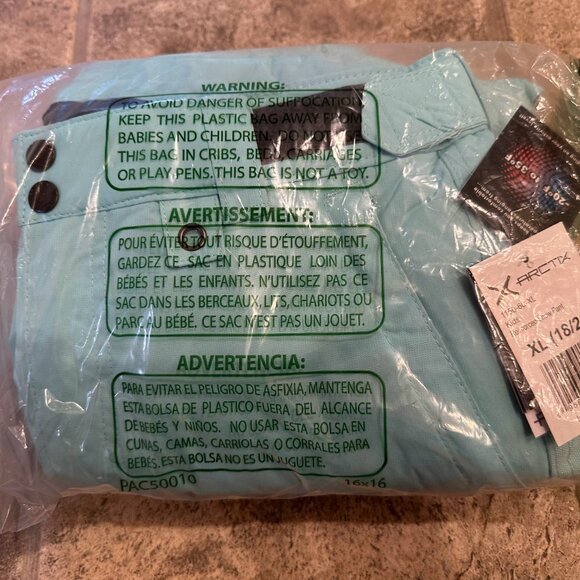 WARNING:
TO AVOID DANGER OF SUFFOCATION
KEEP THIS PLASTIC BAG AWAY FROM
BABIES AND CHILDREN. DO NOT USE
THIS BAG IN CRIBS, BEDS, CARRIAGES
OR PLAY PENS. THIS BAG IS NOT A TOY.
AVERTISSEMENT:
POUR ÉVITER TOUT RISQUE D'ÉTOUFFEMENT,
GARDEZ CE SAC EN PLASTIQUE LOIN DES
BÉBÉS ET LES ENFANTS. N'UTILISEZ PAS CE
SAC DANS LES BERCEAUX, LITS, CHARIOTS OU
PARC AU BÉBÉ. CE SAC N'EST PAS UN JOUET.
ADVERTENCIA:
PARA EVITAR EL PELIGRO DE ASFIXIA, MANTENGA
ESTA BOLSA DE PLASTICO FUERA DEL ALCANCE
DE BEBÉS Y NIÑOS. NO USAR ESTA BOLSA EN
CUNAS, CAMAS, CARRIOLAS O CORRALES PARA
BEBÉS. ESTA BOLSA NO ES UN JUGUETE.
PAC50010 16x16
ARCTIX
Kids
XL (18/2